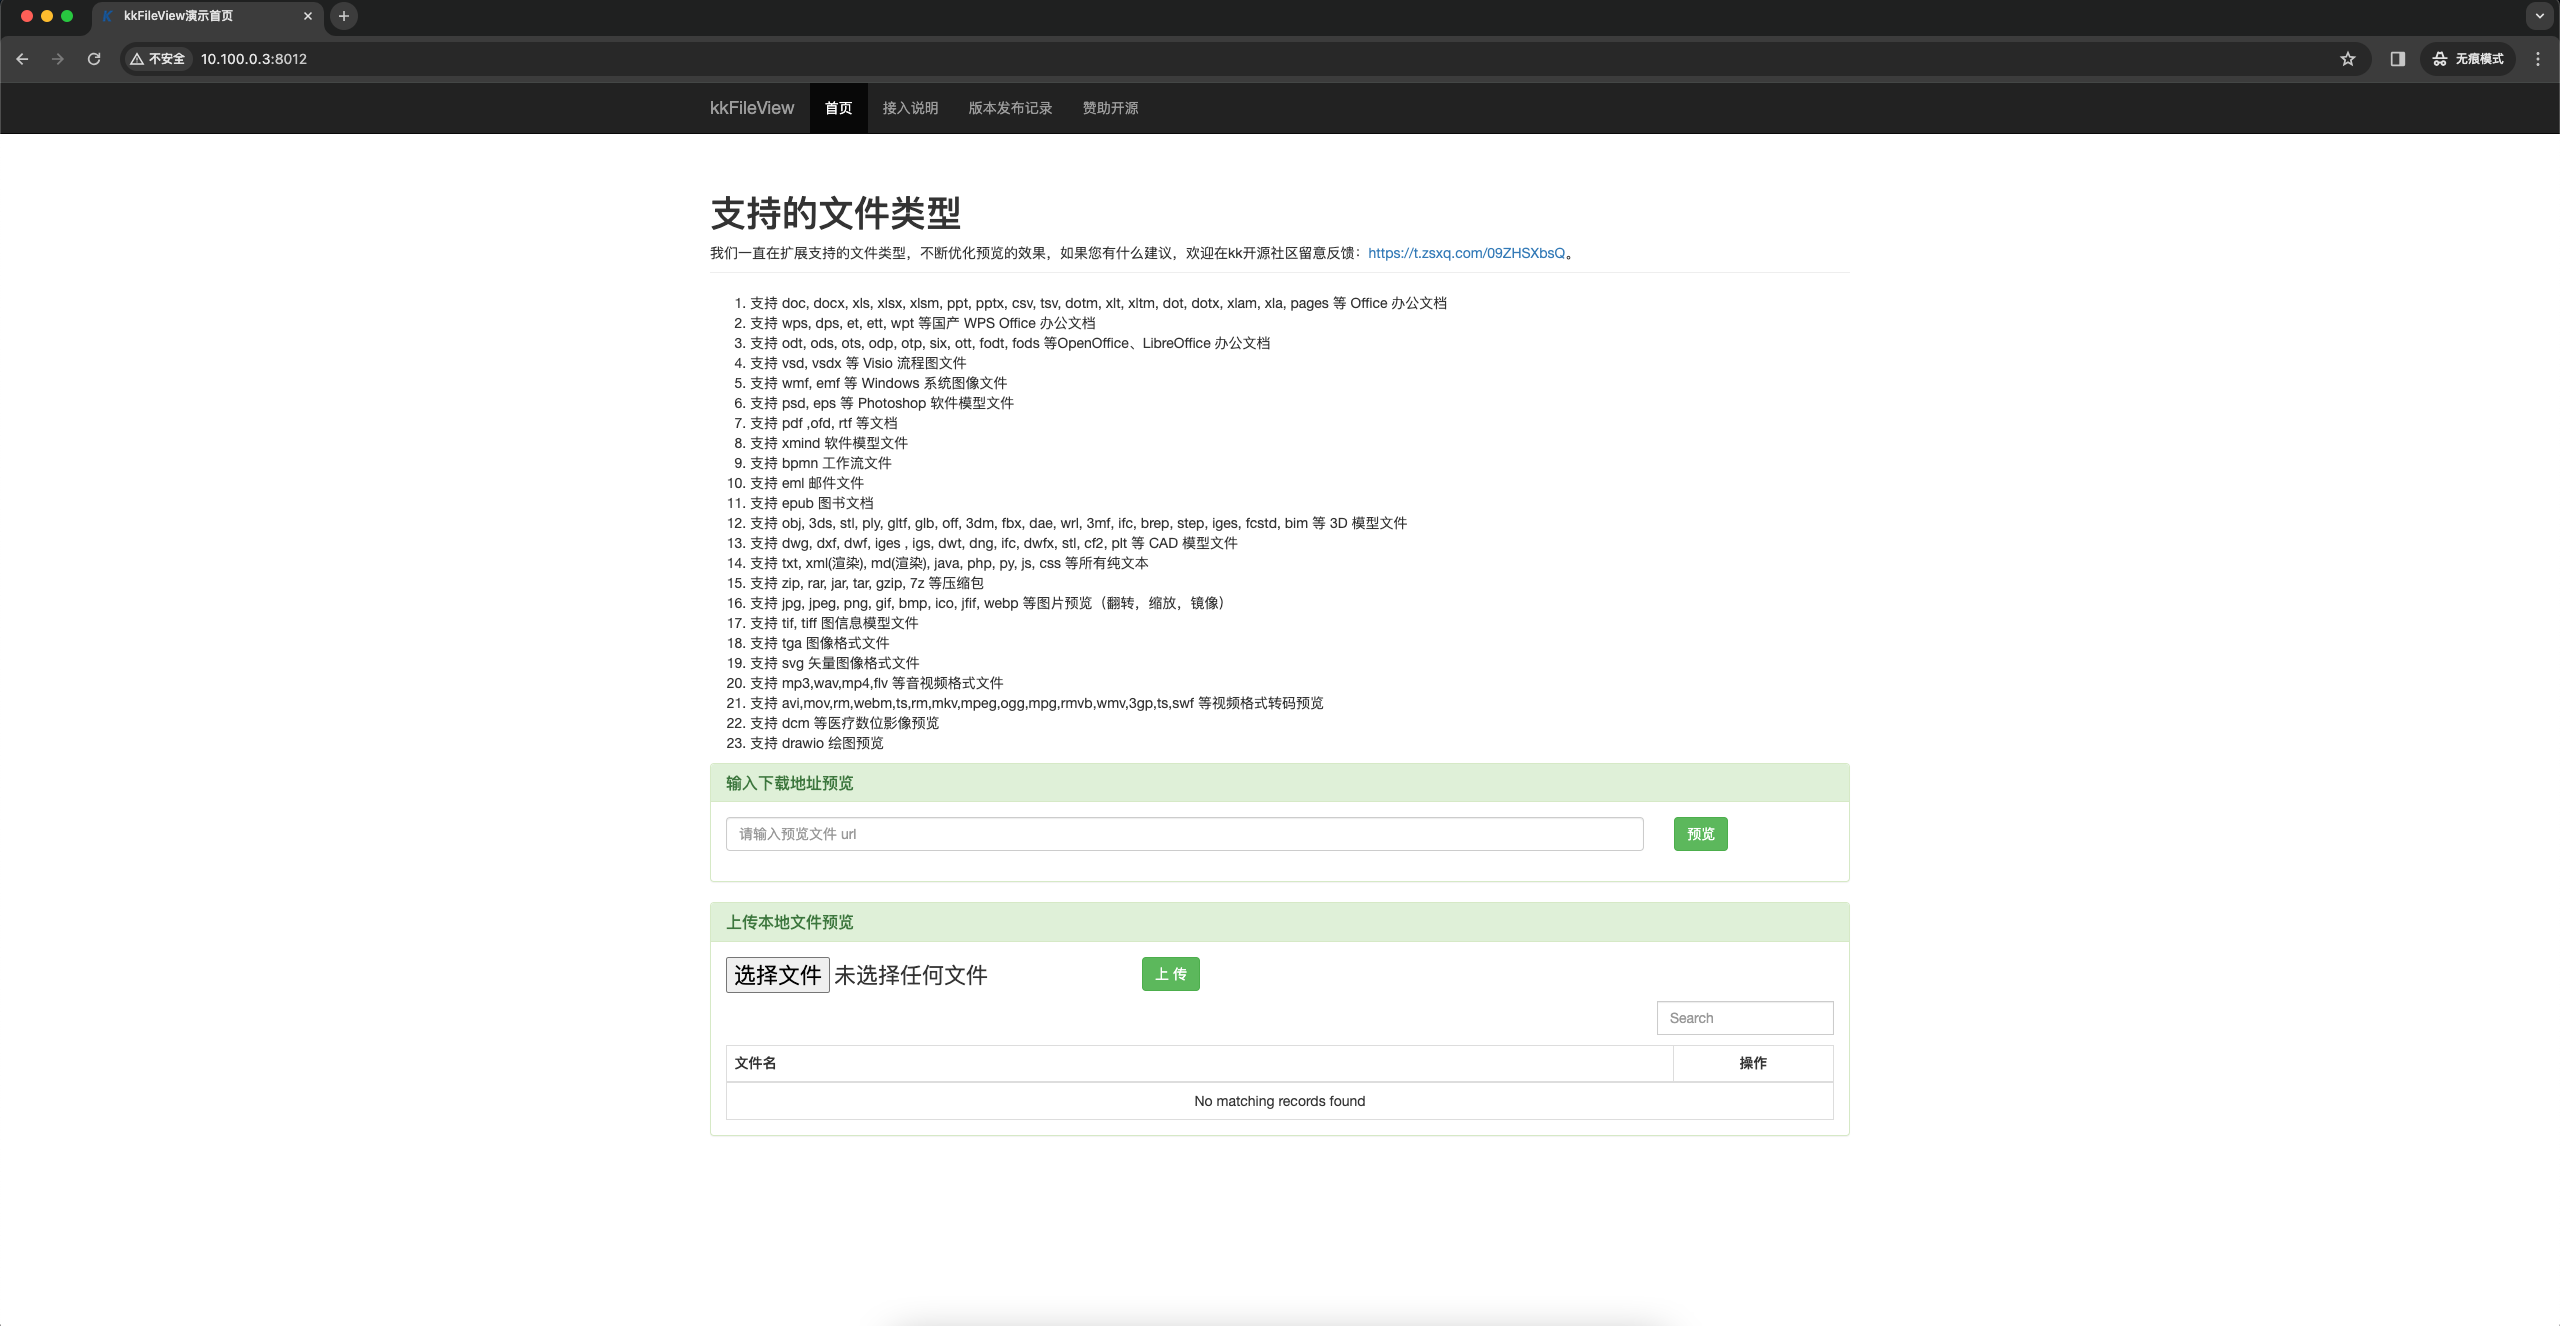 kkFileView演示首页
不安全 10.100.0.3:8012 无痕模式
kkFileView 首页 接入说明 版本发布记录 赞助开源
支持的文件类型
我们一直在扩展支持的文件类型，不断优化预览的效果，如果您有什么建议，欢迎在kk开源社区留意反馈：https://t.zsxq.com/09ZHSXbsQ。
1. 支持 doc, docx, xls, xlsx, xlsm, ppt, pptx, csv, tsv, dotm, xlt, xltm, dot, dotx, xlam, xla, pages 等 Office 办公文档
2. 支持 wps, dps, et, ett, wpt 等国产 WPS Office 办公文档
3. 支持 odt, ods, ots, odp, otp, six, ott, fodt, fods 等OpenOffice、LibreOffice 办公文档
4. 支持 vsd, vsdx 等 Visio 流程图文件
5. 支持 wmf, emf 等 Windows 系统图像文件
6. 支持 psd, eps 等 Photoshop 软件模型文件
7. 支持 pdf ,ofd, rtf 等文档
8. 支持 xmind 软件模型文件
9. 支持 bpmn 工作流文件
10. 支持 eml 邮件文件
11. 支持 epub 图书文档
12. 支持 obj, 3ds, stl, ply, gltf, glb, off, 3dm, fbx, dae, wrl, 3mf, ifc, brep, step, iges, fcstd, bim 等 3D 模型文件
13. 支持 dwg, dxf, dwf, iges , igs, dwt, dng, ifc, dwfx, stl, cf2, plt 等 CAD 模型文件
14. 支持 txt, xml(渲染), md(渲染), java, php, py, js, css 等所有纯文本
15. 支持 zip, rar, jar, tar, gzip, 7z 等压缩包
16. 支持 jpg, jpeg, png, gif, bmp, ico, jfif, webp 等图片预览（翻转，缩放，镜像）
17. 支持 tif, tiff 图信息模型文件
18. 支持 tga 图像格式文件
19. 支持 svg 矢量图像格式文件
20. 支持 mp3,wav,mp4,flv 等音视频格式文件
21. 支持 avi,mov,rm,webm,ts,rm,mkv,mpeg,ogg,mpg,rmvb,wmv,3gp,ts,swf 等视频格式转码预览
22. 支持 dcm 等医疗数位影像预览
23. 支持 drawio 绘图预览
输入下载地址预览
请输入预览文件 url 预览
上传本地文件预览
选择文件 未选择任何文件 上 传
Search
文件名 操作
No matching records found